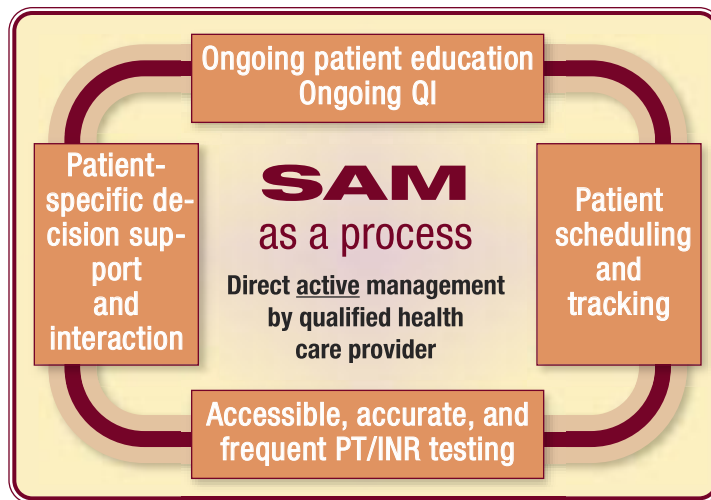 Ongoing patient education
Ongoing QI
Patient-
specific de-
cision sup-
port
and
interaction
SAM
as a process
Direct active management
by qualified health
care provider
Patient
scheduling
and
tracking
Accessible, accurate, and
frequent PT/INR testing